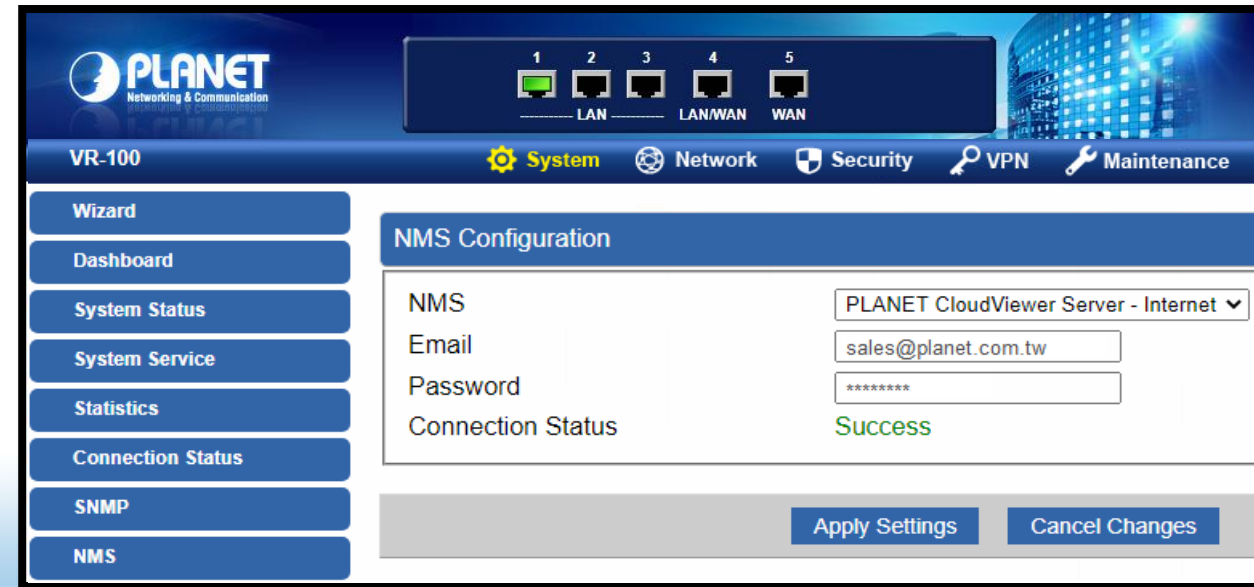 PLANET
Networking & Communication
1 2 3 4 5
LAN LAN/WAN WAN
VR-100 System Network Security VPN Maintenance
Wizard
Dashboard
System Status
System Service
Statistics
Connection Status
SNMP
NMS
NMS Configuration
NMS PLANET CloudViewer Server - Internet
Email sales@planet.com.tw
Password ********
Connection Status Success
Apply Settings Cancel Changes